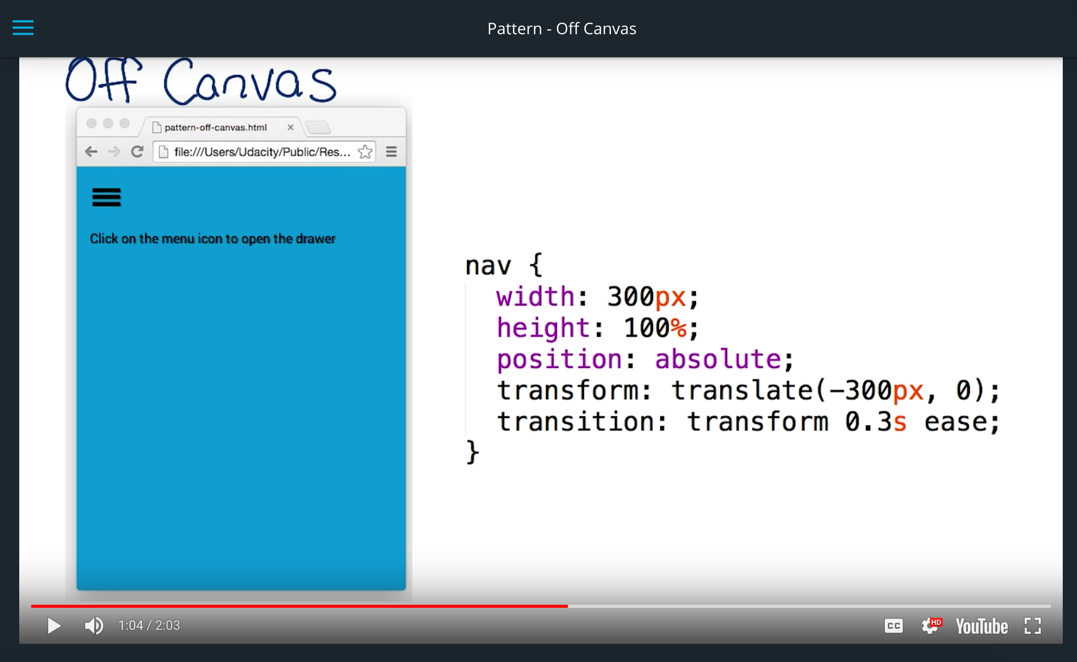 Pattern - Off Canvas
Off Canvas
pattern-off-canvas.html
file:///Users/Udacity/Public/Res...
Click on the menu icon to open the drawer
nav {
width: 300px;
height: 100%;
position: absolute;
transform: translate(-300px, 0);
transition: transform 0.3s ease;
}
1:04 / 2:03
CC
HD
YouTube